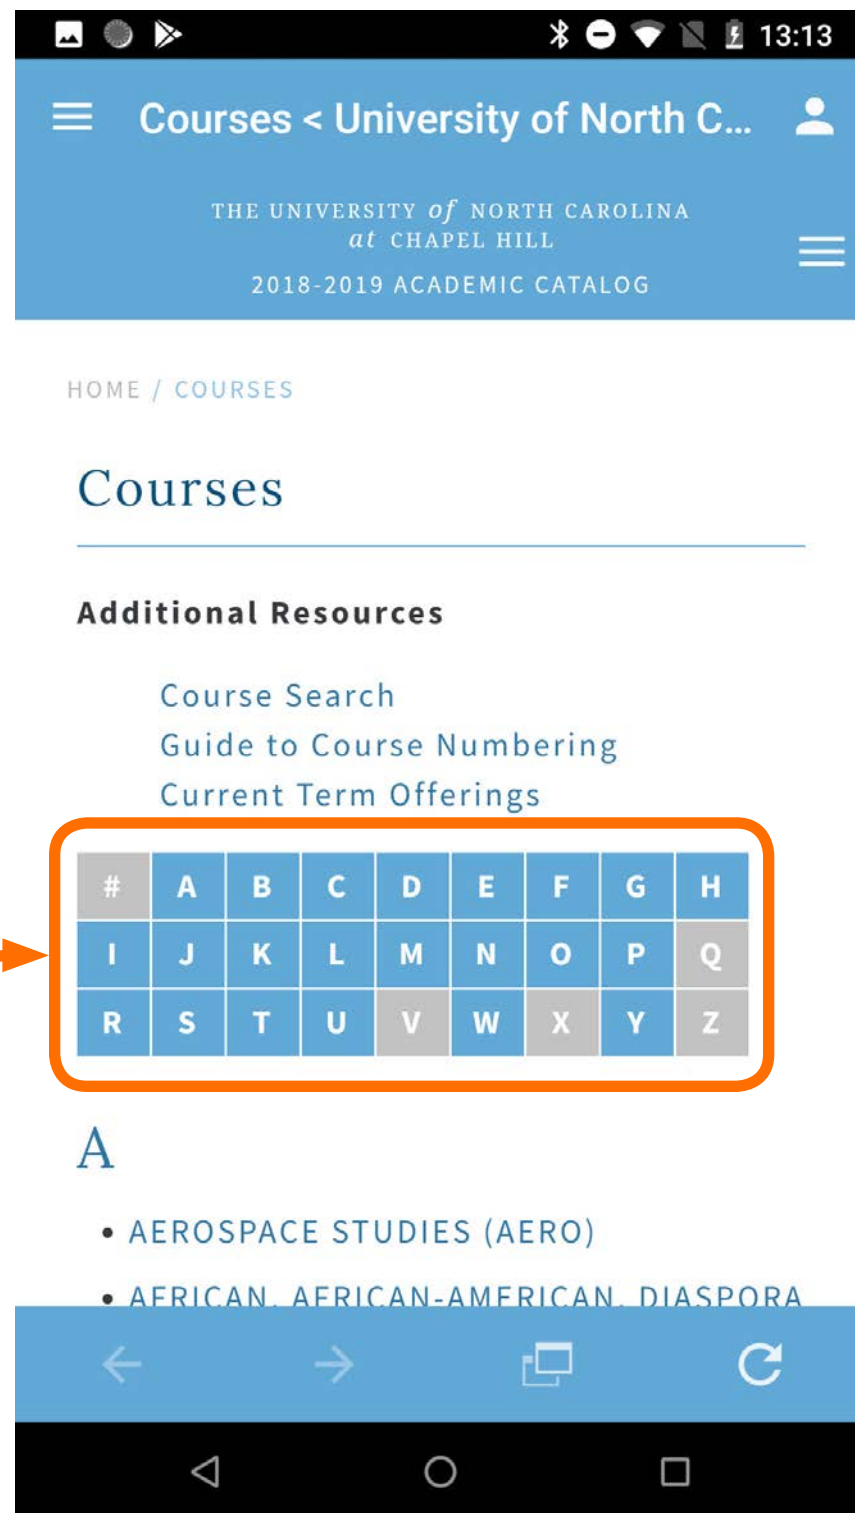 13:13
Courses < University of North C...
THE UNIVERSITY of NORTH CAROLINA
at CHAPEL HILL
2018-2019 ACADEMIC CATALOG
HOME / COURSES
Courses
Additional Resources
Course Search
Guide to Course Numbering
Current Term Offerings
# A B C D E F G H
I J K L M N O P Q
R S T U V W X Y Z
A
• AEROSPACE STUDIES (AERO)
• AFRICAN, AFRICAN-AMERICAN, DIASPORA